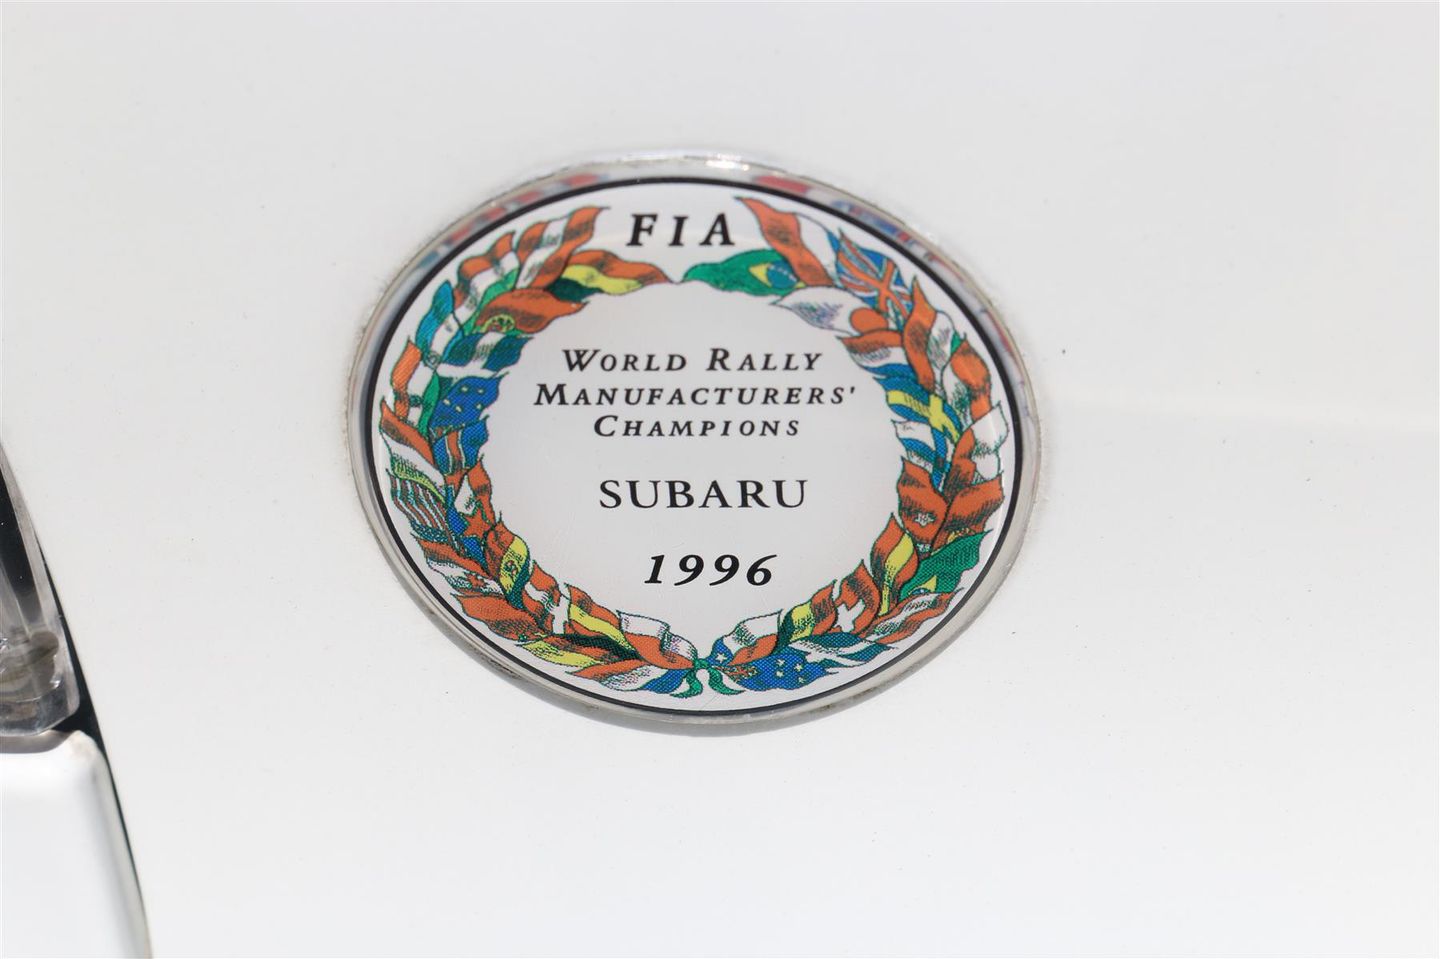 FIA
WORLD RALLY
MANUFACTURERS'
CHAMPIONS
SUBARU
1996